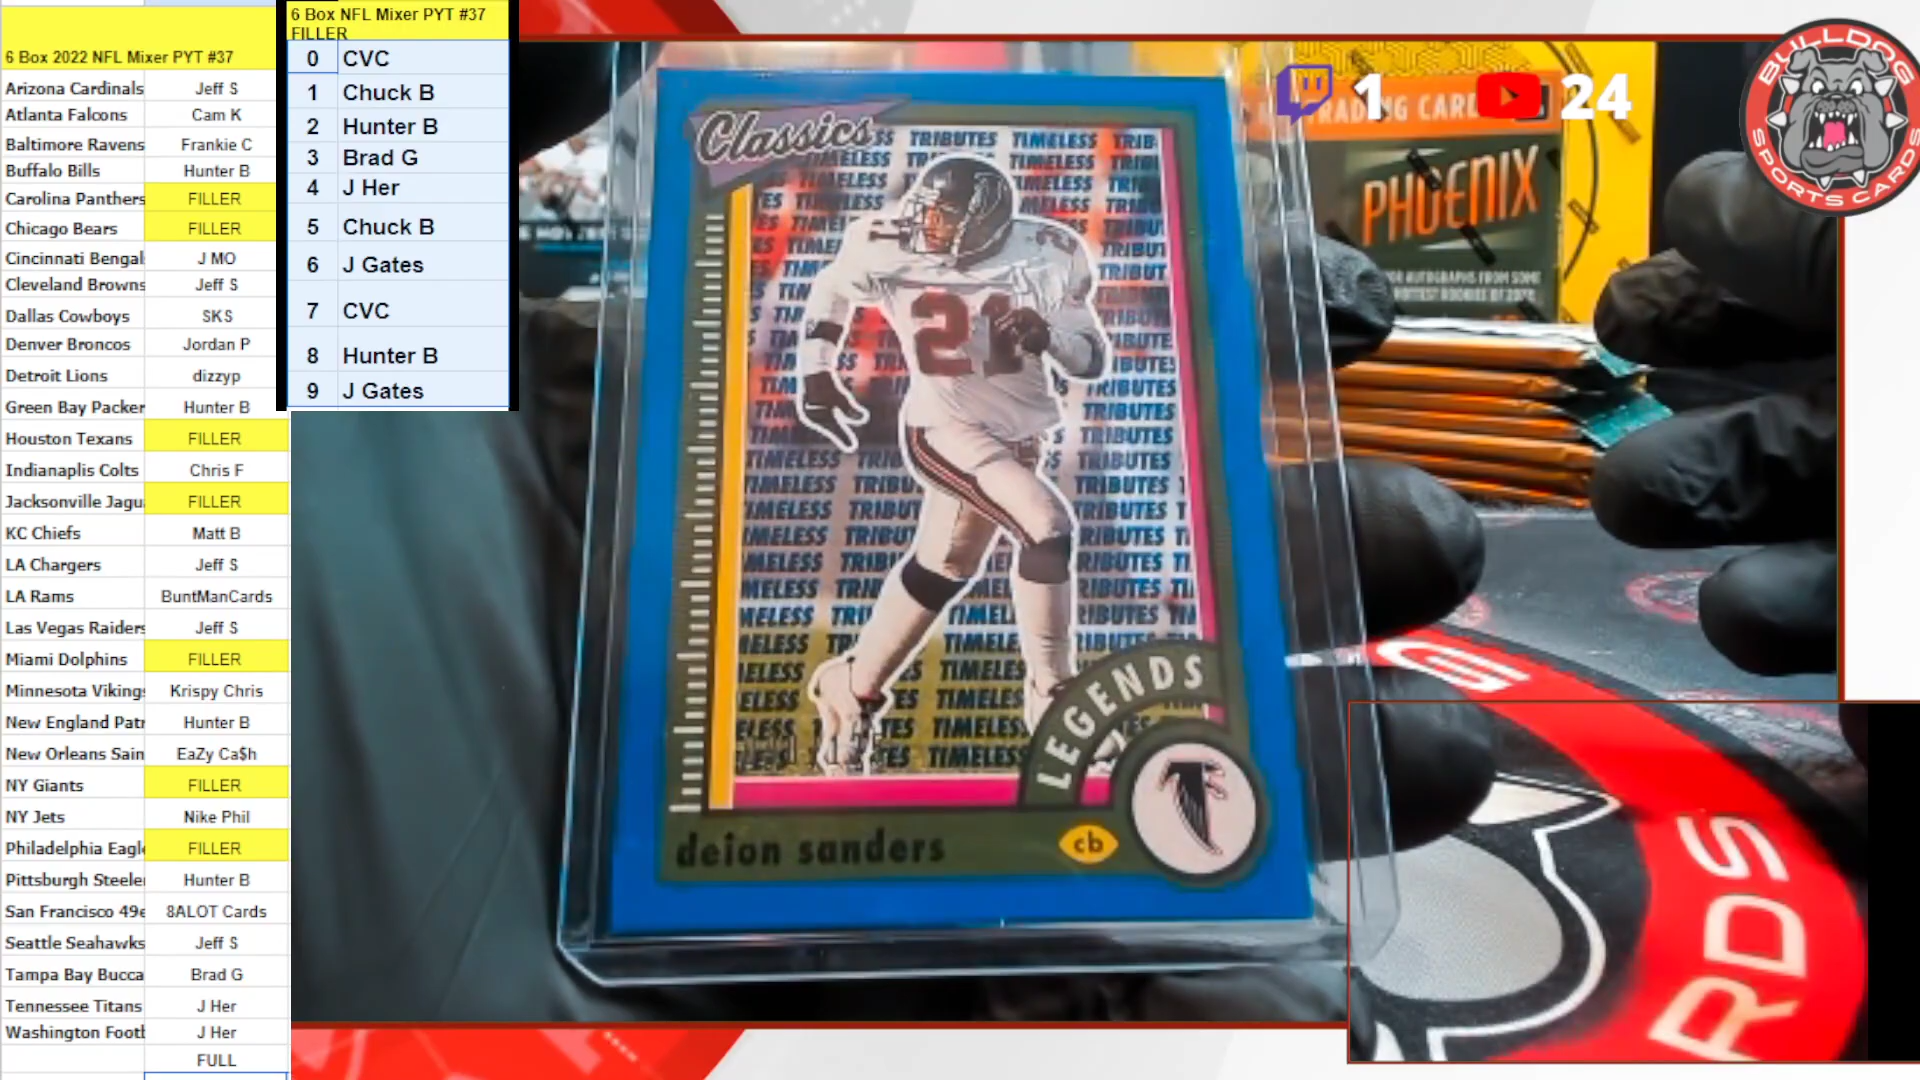 6 Box 2022 NFL Mixer PYT #37
Arizona Cardinals Jeff S
Atlanta Falcons Cam K
Baltimore Ravens Frankie C
Buffalo Bills Hunter B
Carolina Panthers FILLER
Chicago Bears FILLER
Cincinnati Bengal J MO
Cleveland Browns Jeff S
Dallas Cowboys SKS
Denver Broncos Jordan P
Detroit Lions dizzyp
Green Bay Packer Hunter B
Houston Texans FILLER
Indianaplis Colts Chris F
Jacksonville Jagu FILLER
KC Chiefs Matt B
LA Chargers Jeff S
LA Rams BuntManCards
Las Vegas Raiders Jeff S
Miami Dolphins FILLER
Minnesota Vikings Krispy Chris
New England Patr Hunter B
New Orleans Sain EaZy Ca$h
NY Giants FILLER
NY Jets Nike Phil
Philadelphia Eagle FILLER
Pittsburgh Steeler Hunter B
San Francisco 49e 8ALOT Cards
Seattle Seahawks Jeff S
Tampa Bay Bucca Brad G
Tennessee Titans J Her
Washington Footb J Her
FULL
6 Box NFL Mixer PYT #37
FILLER
0 CVC
1 Chuck B
2 Hunter B
3 Brad G
4 J Her
5 Chuck B
6 J Gates
7 CVC
8 Hunter B
9 J Gates
Classics
TIMELESS TRIBUTES
21
LEGENDS
deion sanders
cb
1
24
TRADING CAR
PHOENIX
BULLDOG
SPORTS CARDS
RDS